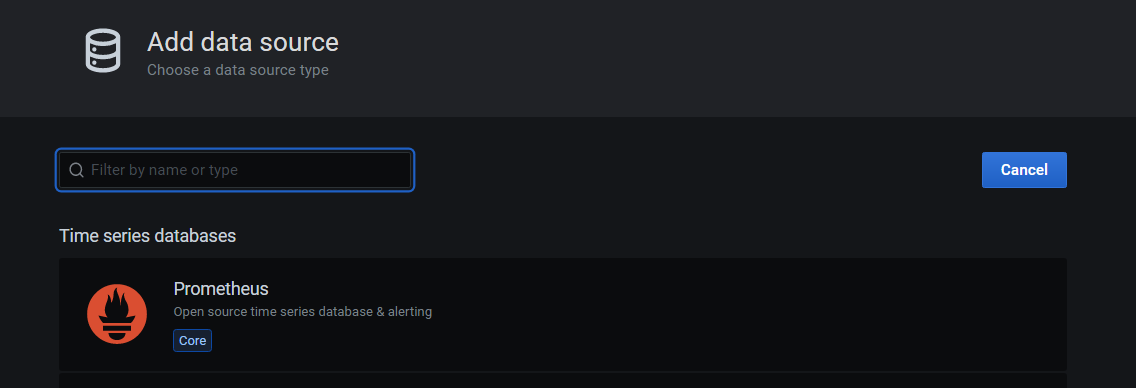 Add data source
Choose a data source type
Filter by name or type
Cancel
Time series databases
Prometheus
Open source time series database & alerting
Core